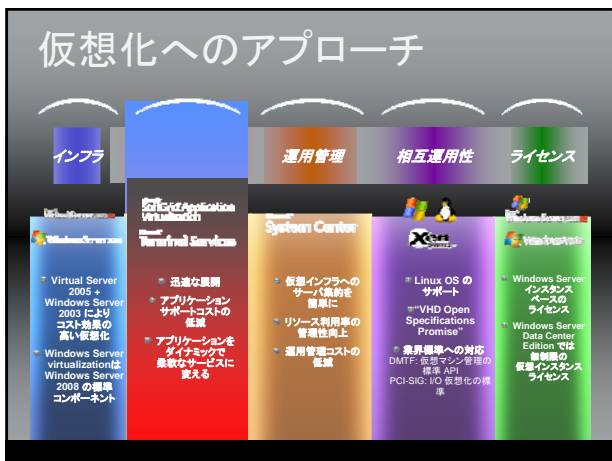 仮想化へのアプローチ
インフラ
運用管理
相互運用性
ライセンス
SoftGrid Application
Virtualization
Terminal Services
System Center
Virtual Server
2005 +
Windows Server
2003 により
コスト効果の
高い仮想化
Windows Server
virtualizationは
Windows Server
2008 の標準
コンポーネント
迅速な展開
アプリケーション
サポートコストの
低減
アプリケーションを
ダイナミックで
柔軟なサービスに
変える
仮想インフラへの
サーバ集約を
簡単に
リソース利用率の
管理性向上
運用管理コストの
低減
Linux OS の
サポート
"VHD Open
Specifications
Promise"
業界標準への対応
DMTF: 仮想マシン管理の
標準 API
PCI-SIG: I/O 仮想化の標
準
Windows Server
インスタンス
ベースの
ライセンス
Windows Server
Data Center
Edition では
無制限の
仮想インスタンス
ライセンス